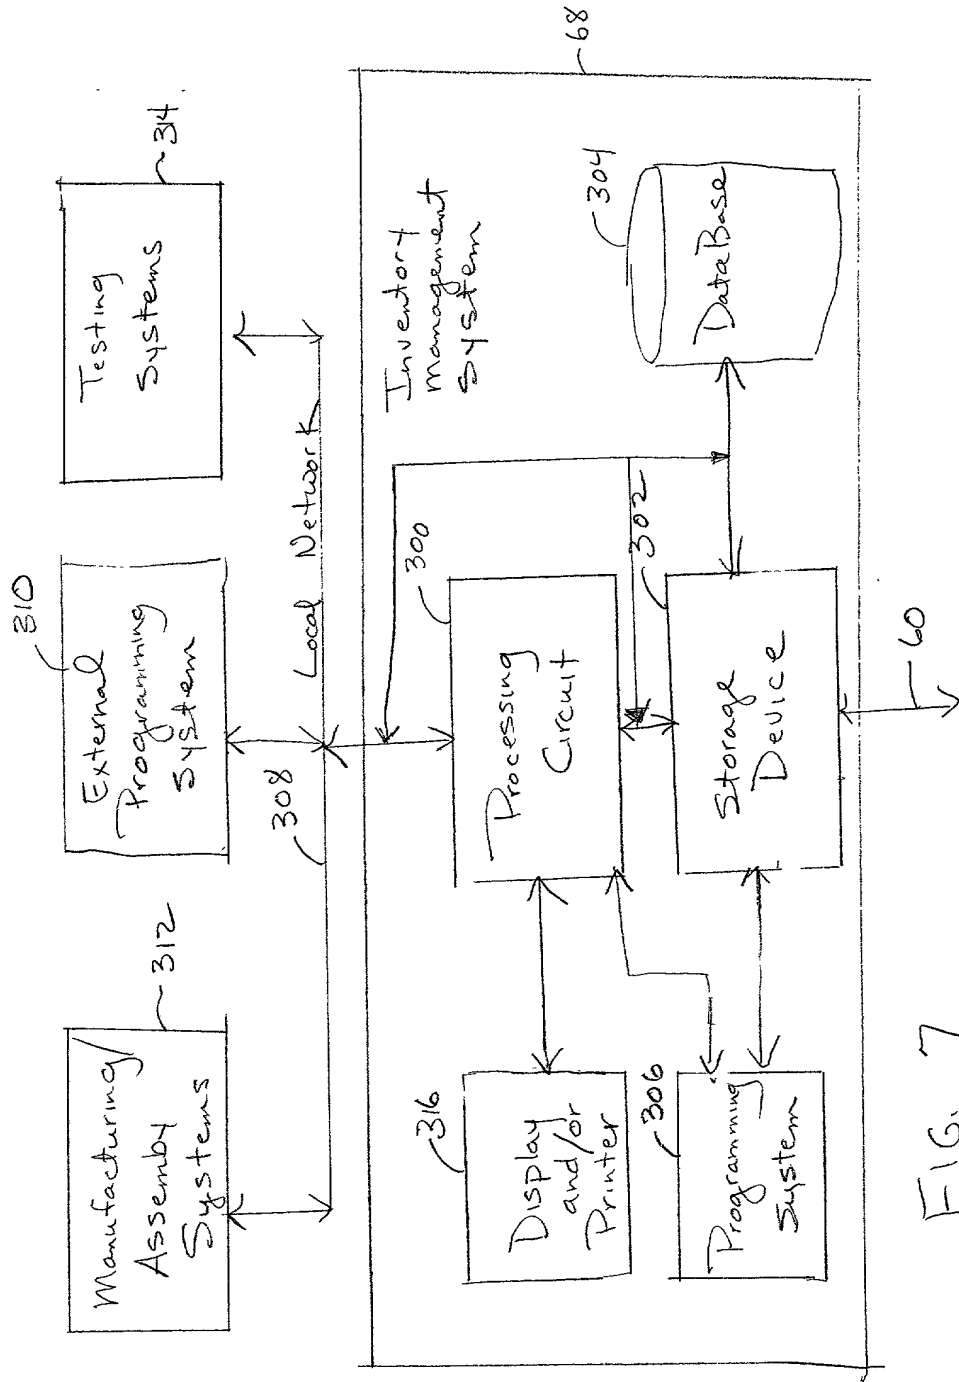 312
Manufacturing/
Assemby
Systems
310
External
Programming
System
314
Testing
Systems
308
Local Network
68
Inventory
Management
System
316
Display
and/or
Printer
300
Processing
Circuit
304
DataBase
306
Programming
System
302
Storage
Device
60
FIG. 7